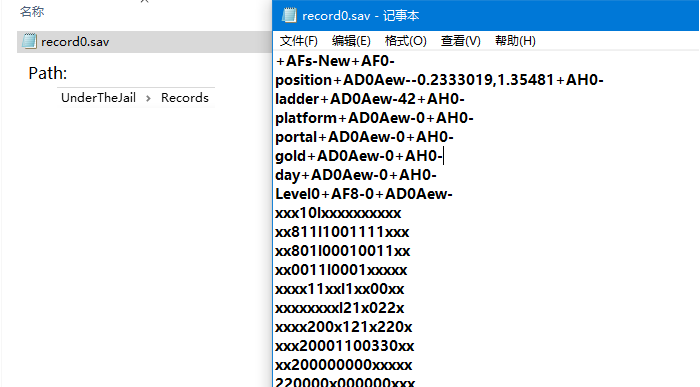 名称
record0.sav
Path:
UnderTheJail › Records
record0.sav - 记事本
文件(F) 编辑(E) 格式(O) 查看(V) 帮助(H)
+AFs-New+AF0-
position+AD0Aew--0.2333019,1.35481+AH0-
ladder+AD0Aew-42+AH0-
platform+AD0Aew-0+AH0-
portal+AD0Aew-0+AH0-
gold+AD0Aew-0+AH0-
day+AD0Aew-0+AH0-
Level0+AF8-0+AD0Aew-
xxx10lxxxxxxxxxx
xx811l1001111xxx
xx801l00010011xx
xx0011l0001xxxxx
xxxx11xxl1xx00xx
xxxxxxxxl21x022x
xxxx200x121x220x
xxx20001100330xx
xx200000000xxxxx
220000x000000xxx